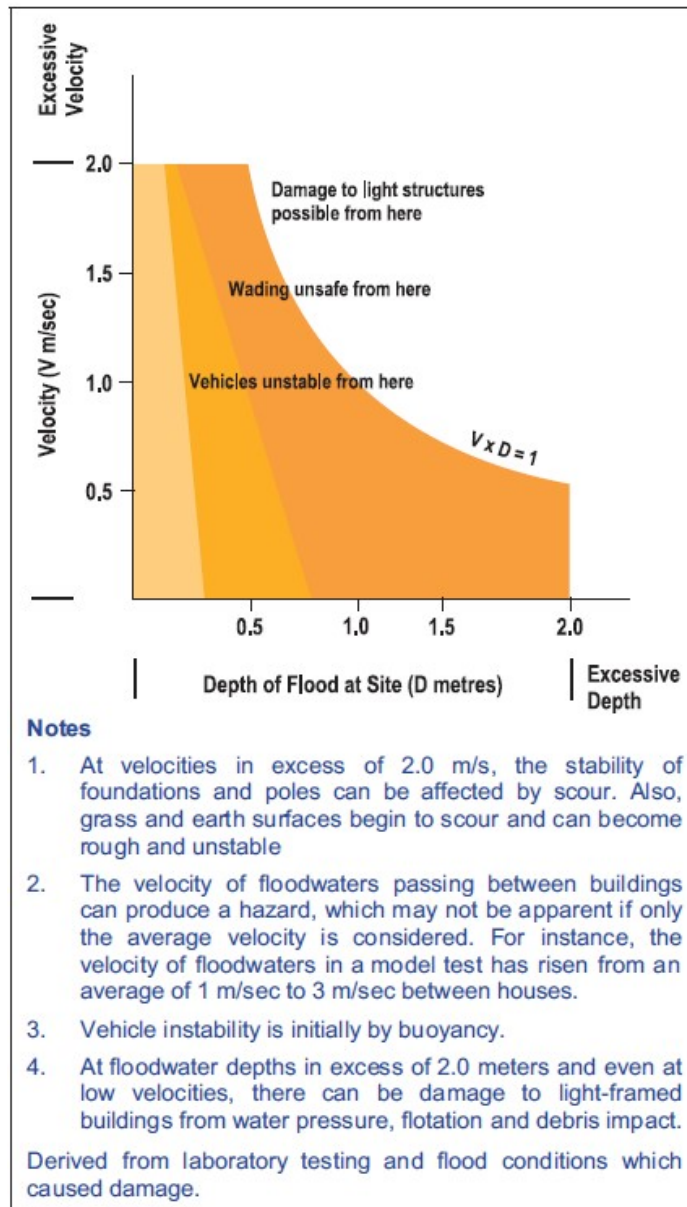 Excessive
Velocity
2.0
Damage to light structures
possible from here
1.5
Wading unsafe from here
Velocity (V m/sec)
1.0
Vehicles unstable from here
V x D = 1
0.5
0.5 1.0 1.5 2.0
Depth of Flood at Site (D metres)
Excessive
Depth
Notes
1. At velocities in excess of 2.0 m/s, the stability of
foundations and poles can be affected by scour. Also,
grass and earth surfaces begin to scour and can become
rough and unstable
2. The velocity of floodwaters passing between buildings
can produce a hazard, which may not be apparent if only
the average velocity is considered. For instance, the
velocity of floodwaters in a model test has risen from an
average of 1 m/sec to 3 m/sec between houses.
3. Vehicle instability is initially by buoyancy.
4. At floodwater depths in excess of 2.0 meters and even at
low velocities, there can be damage to light-framed
buildings from water pressure, flotation and debris impact.
Derived from laboratory testing and flood conditions which
caused damage.